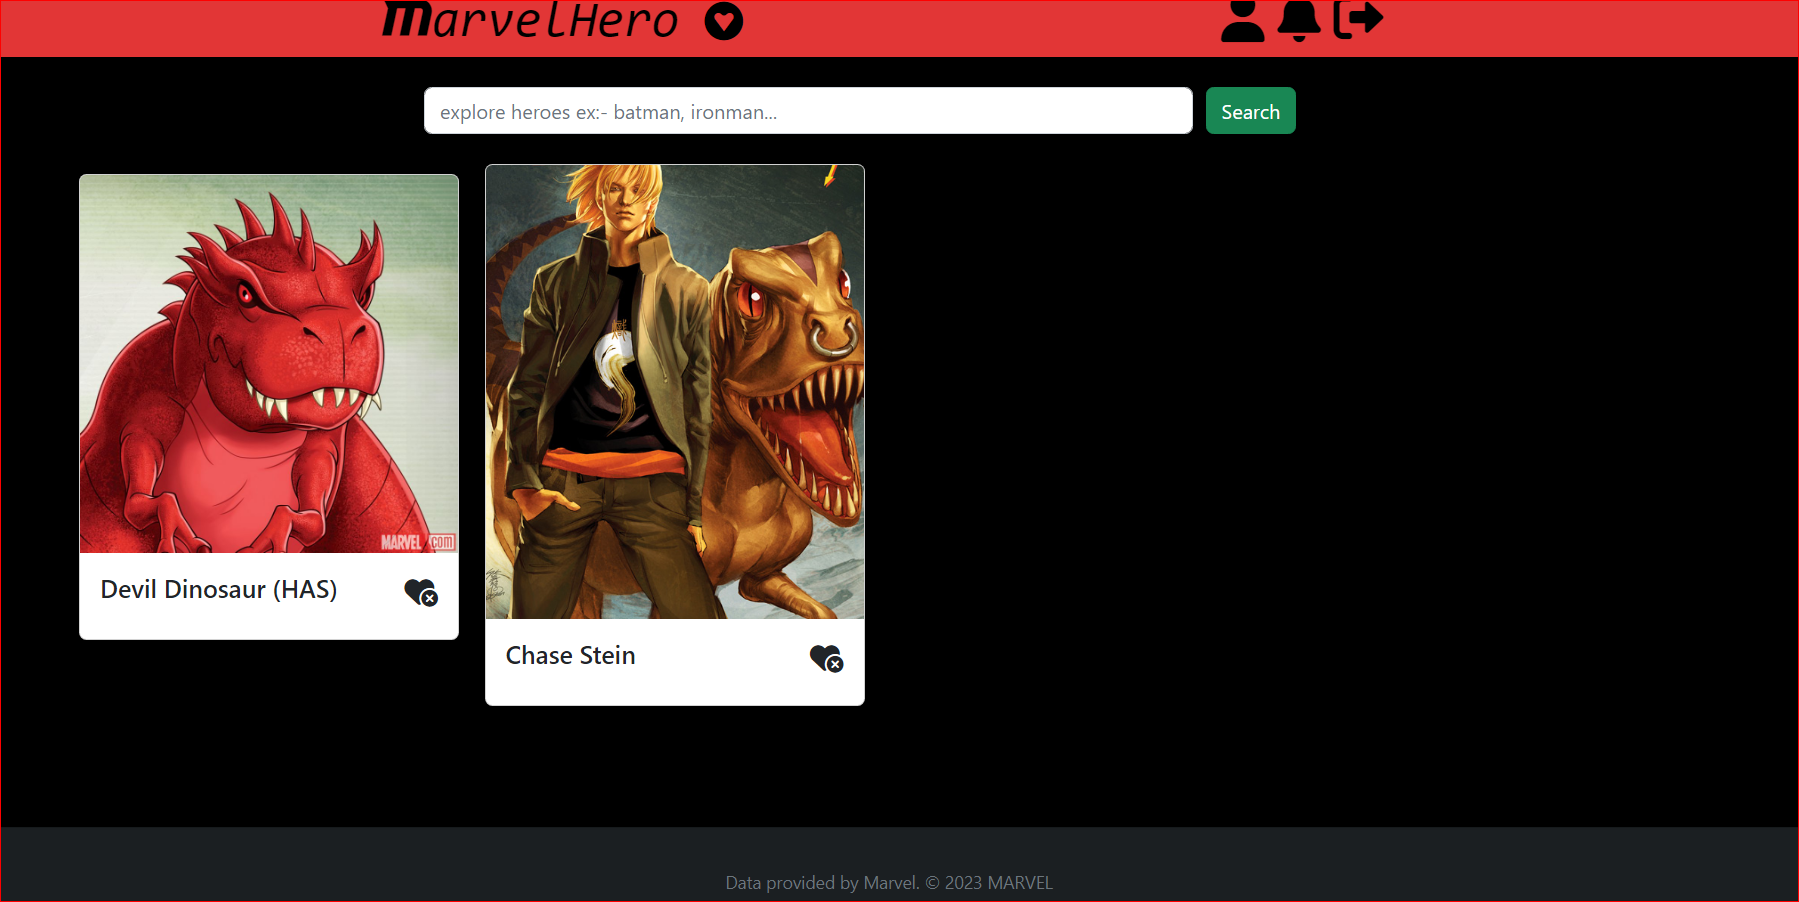 MarvelHero
explore heroes ex:- batman, ironman...
Search
MARVEL.com
Devil Dinosaur (HAS)
Chase Stein
Data provided by Marvel. © 2023 MARVEL